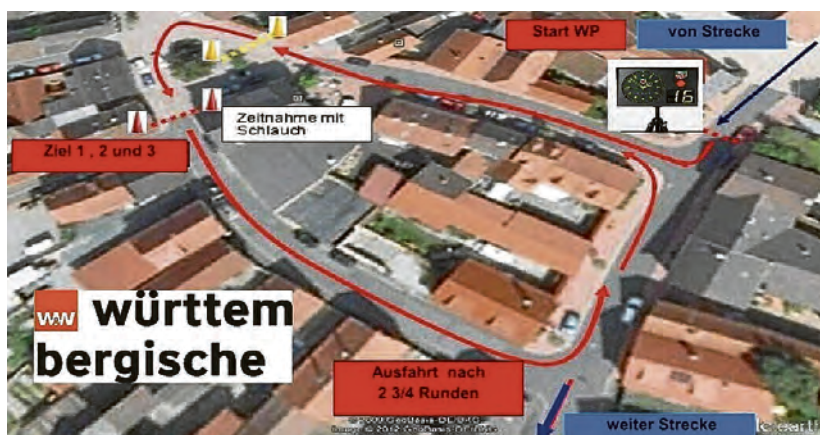 Start WP
von Strecke
16
Zeitnahme mit
Schlauch
Ziel 1 , 2 und 3
W&W württem
bergische
Ausfahrt nach
2 3/4 Runden
weiter Strecke